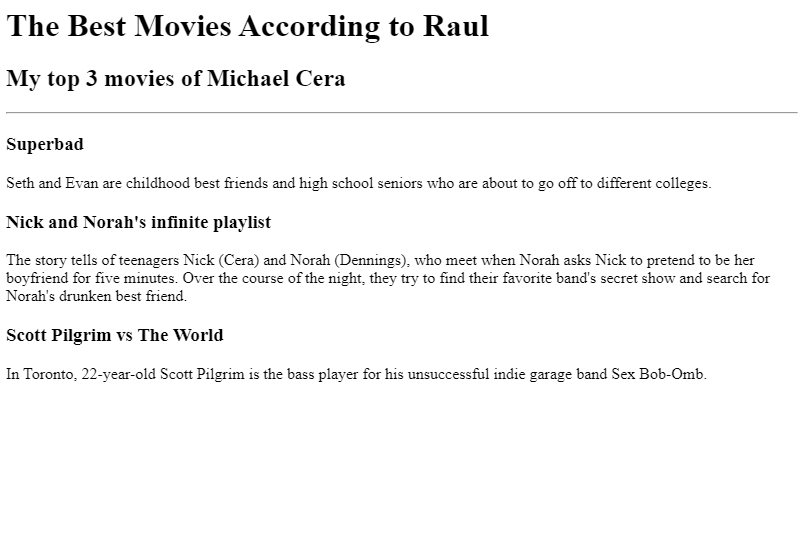 The Best Movies According to Raul
My top 3 movies of Michael Cera
Superbad
Seth and Evan are childhood best friends and high school seniors who are about to go off to different colleges.
Nick and Norah's infinite playlist
The story tells of teenagers Nick (Cera) and Norah (Dennings), who meet when Norah asks Nick to pretend to be her
boyfriend for five minutes. Over the course of the night, they try to find their favorite band's secret show and search for
Norah's drunken best friend.
Scott Pilgrim vs The World
In Toronto, 22-year-old Scott Pilgrim is the bass player for his unsuccessful indie garage band Sex Bob-Omb.